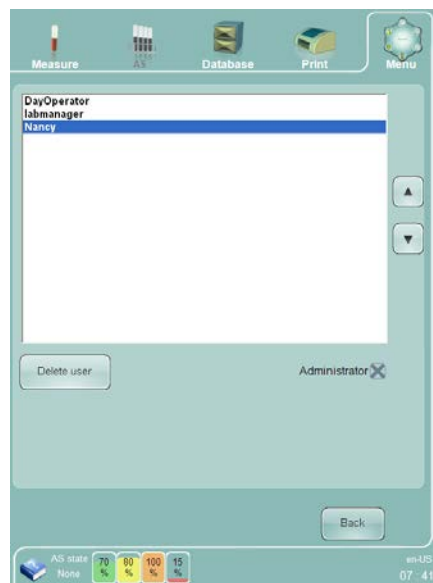 Measure
AS
Database
Print
Menu
DayOperator
labmanager
Nancy
Delete user
Administrator
Back
AS state
None
70
%
80
%
100
%
15
%
en-US
07:41